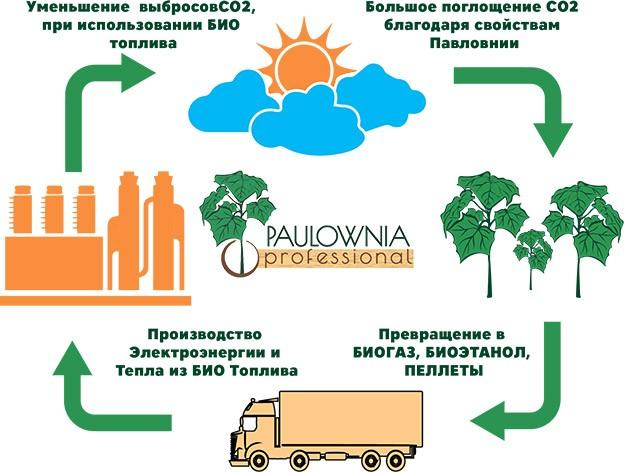 Уменьшение выбросовCO2,
при использовании БИО
топлива
Большое поглощение CO2
благодаря свойствам
Павловнии
PAULOWNIA
professional
Производство
Электроэнергии и
Тепла из БИО Топлива
Превращение в
БИОГАЗ, БИОЭТАНОЛ,
ПЕЛЛЕТЫ